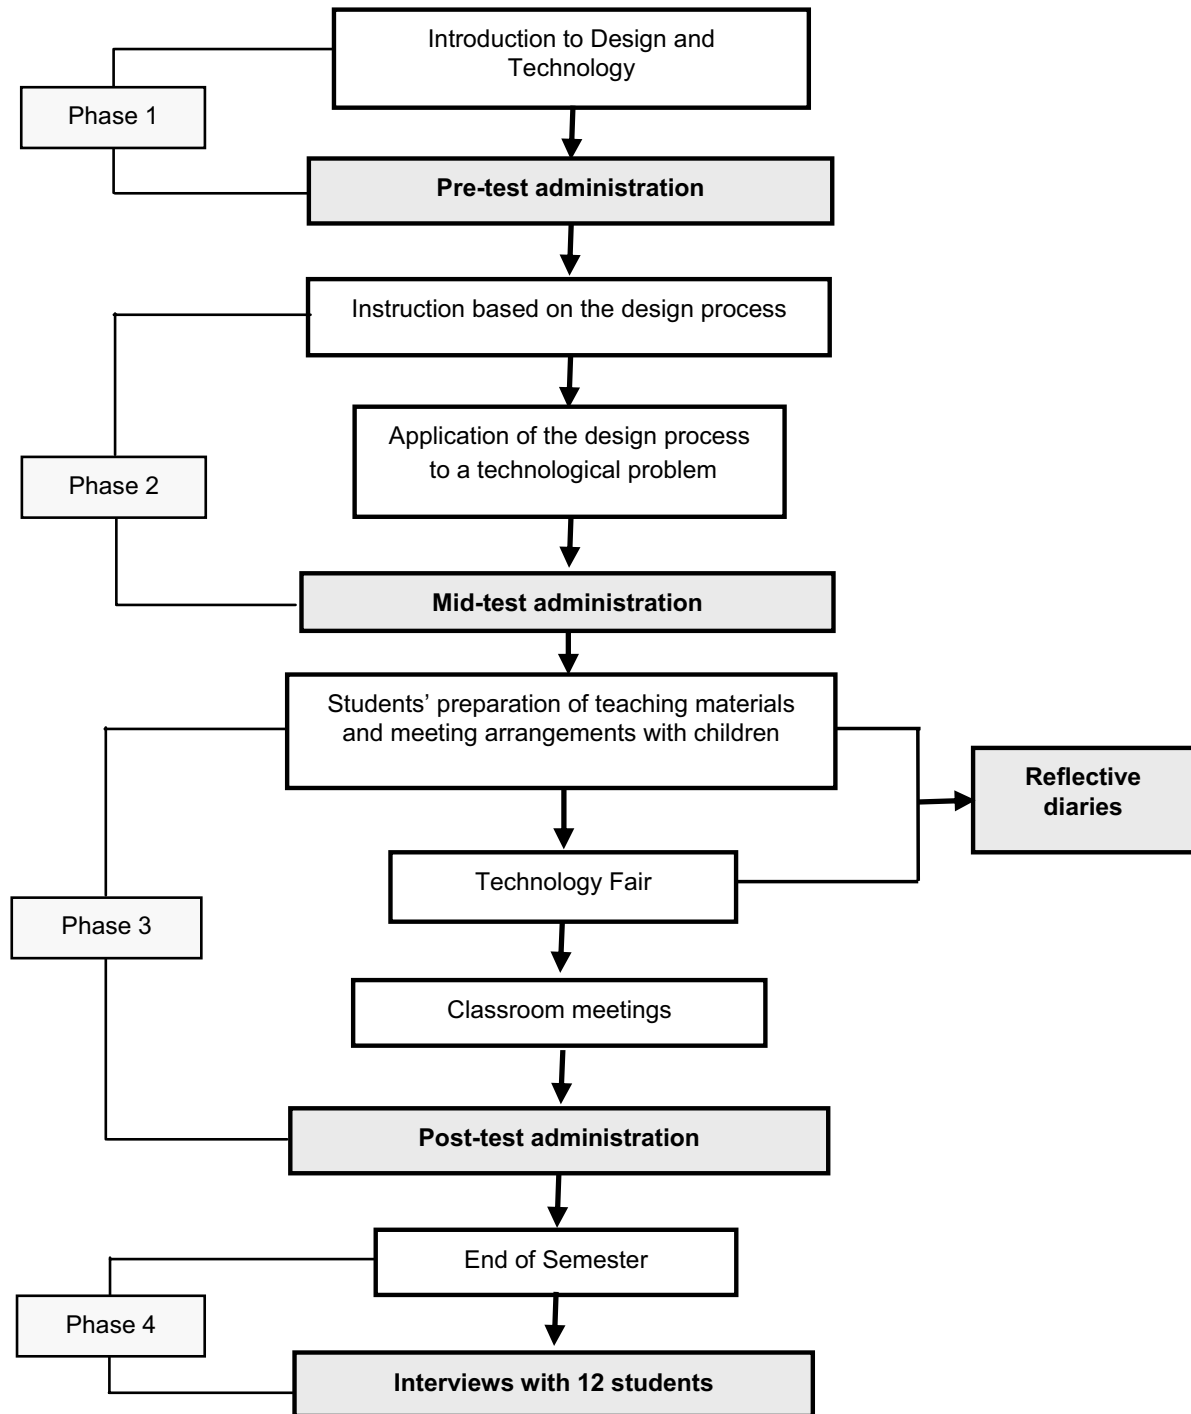 Introduction to Design and
Technology
Phase 1
Pre-test administration
Instruction based on the design process
Application of the design process
to a technological problem
Phase 2
Mid-test administration
Students’ preparation of teaching materials
and meeting arrangements with children
Reflective
diaries
Technology Fair
Phase 3
Classroom meetings
Post-test administration
End of Semester
Phase 4
Interviews with 12 students